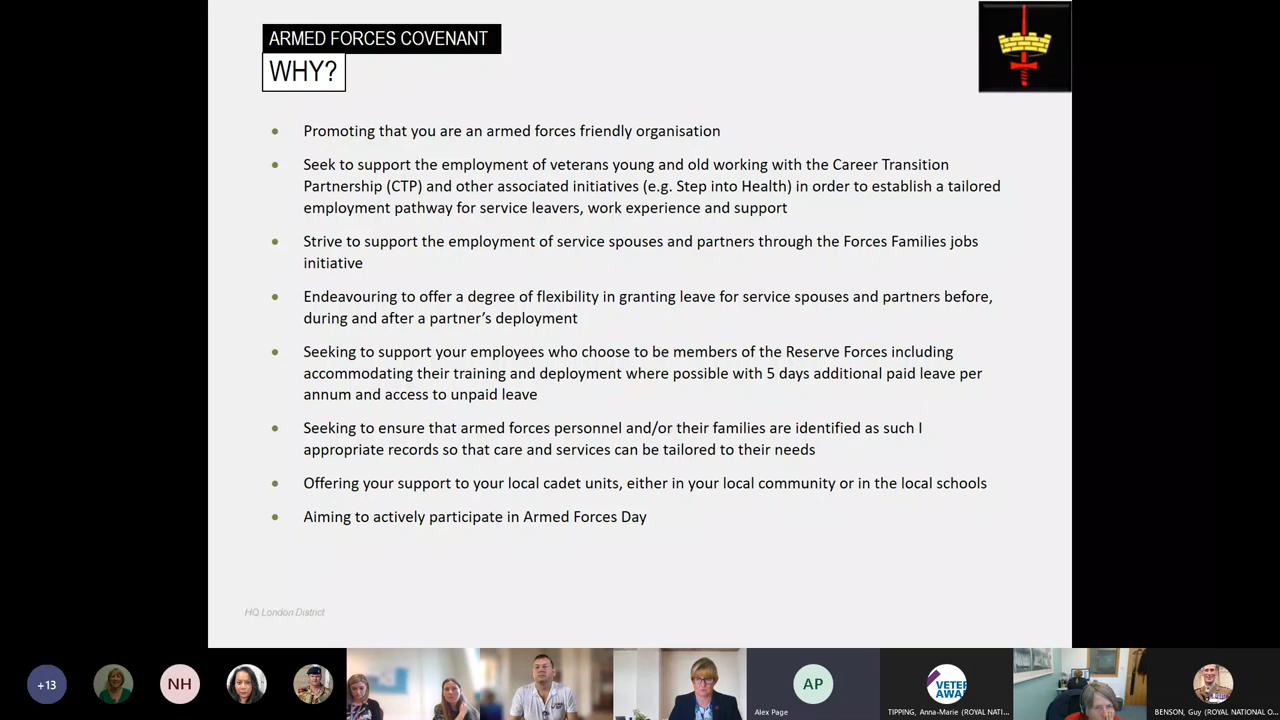 ARMED FORCES COVENANT
WHY?
Promoting that you are an armed forces friendly organisation
Seek to support the employment of veterans young and old working with the Career Transition
Partnership (CTP) and other associated initiatives (e.g. Step into Health) in order to establish a tailored
employment pathway for service leavers, work experience and support
Strive to support the employment of service spouses and partners through the Forces Families jobs
initiative
Endeavouring to offer a degree of flexibility in granting leave for service spouses and partners before,
during and after a partner's deployment
Seeking to support your employees who choose to be members of the Reserve Forces including
accommodating their training and deployment where possible with 5 days additional paid leave per
annum and access to unpaid leave
Seeking to ensure that armed forces personnel and/or their families are identified as such I
appropriate records so that care and services can be tailored to their needs
Offering your support to your local cadet units, either in your local community or in the local schools
Aiming to actively participate in Armed Forces Day
HQ London District
+13
NH
AP
Alex Page
VETE
AWA
TIPPING, Anna-Marie (ROYAL NATI...
BENSON, Guy (ROYAL NATIONAL O...